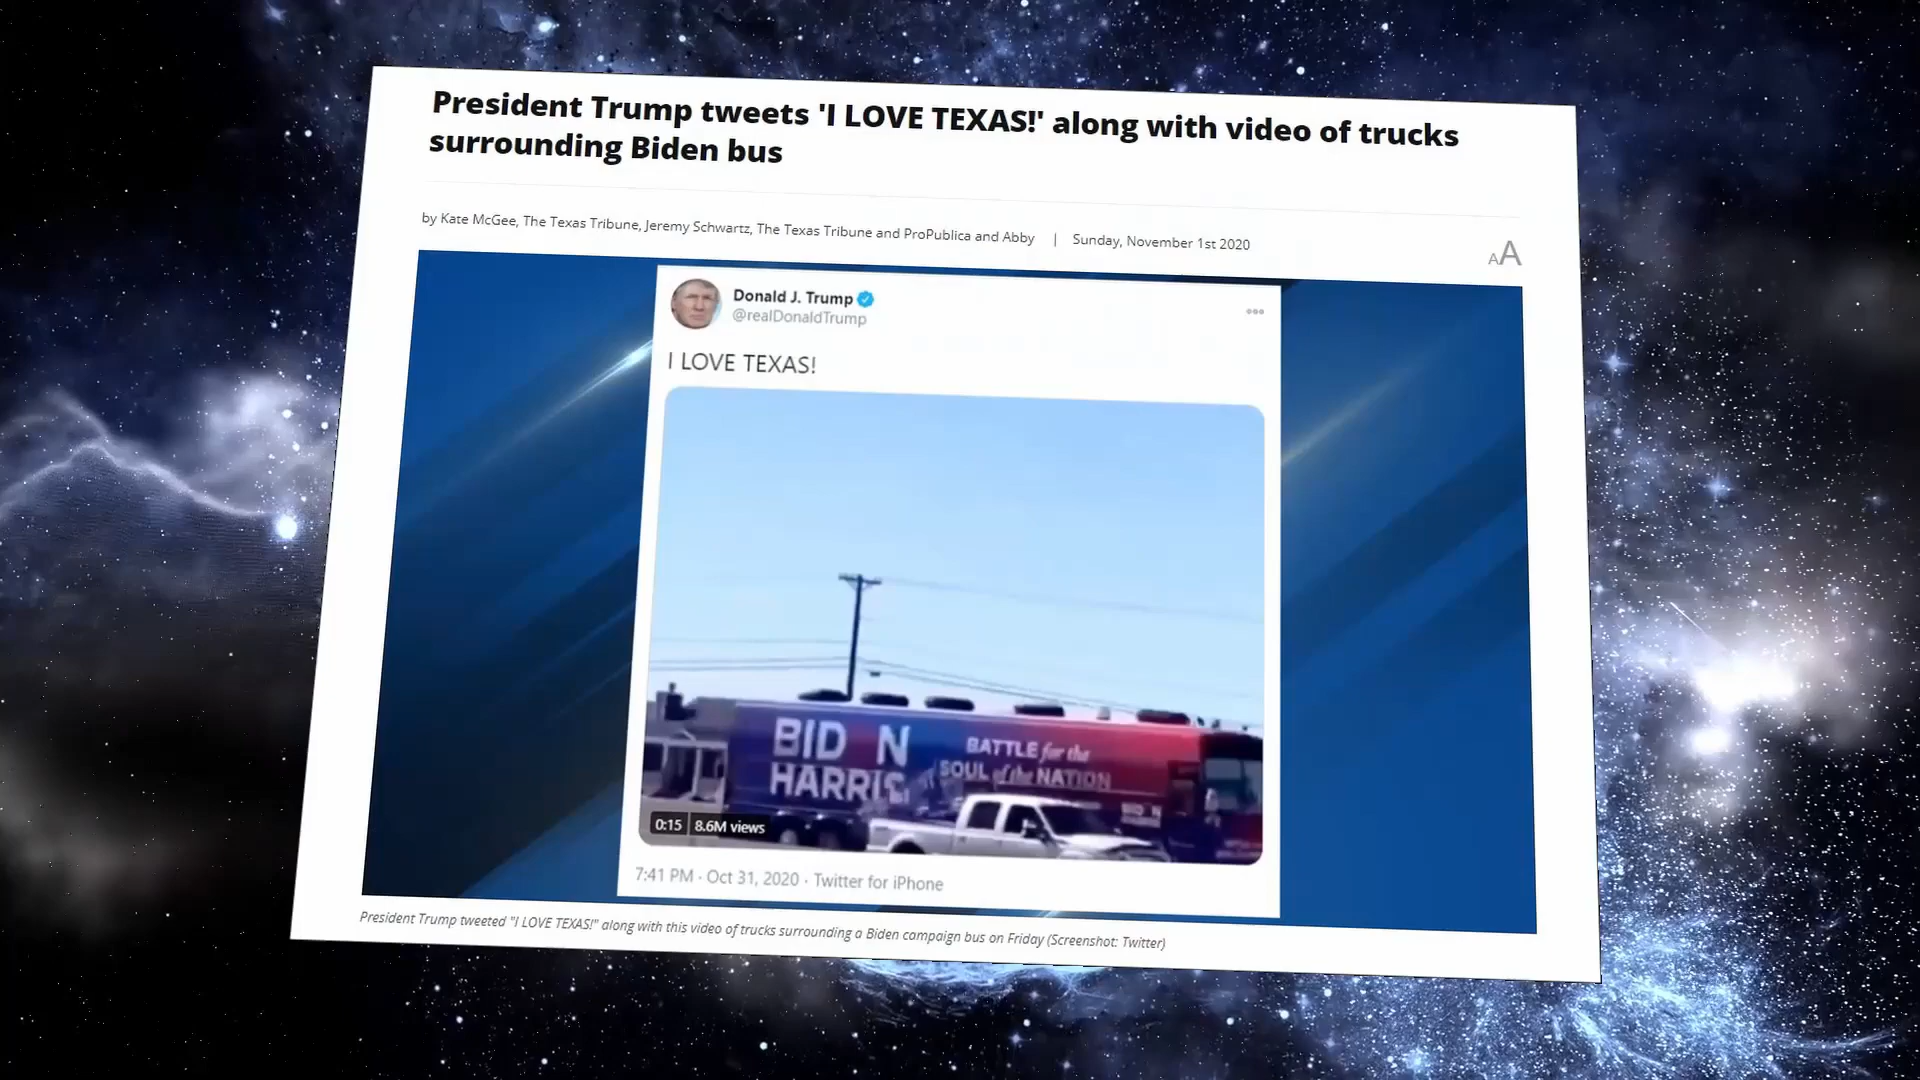 President Trump tweets 'I LOVE TEXAS!' along with video of trucks
surrounding Biden bus
by Kate McGee, The Texas Tribune, Jeremy Schwartz, The Texas Tribune and ProPublica and Abby | Sunday, November 1st 2020
AA
Donald J. Trump
@realDonaldTrump
I LOVE TEXAS!
BID N
HARRIS
BATTLE for the
SOUL of the NATION
0:15 8.6M views
7:41 PM · Oct 31, 2020 · Twitter for iPhone
President Trump tweeted "I LOVE TEXAS!" along with this video of trucks surrounding a Biden campaign bus on Friday (Screenshot: Twitter)